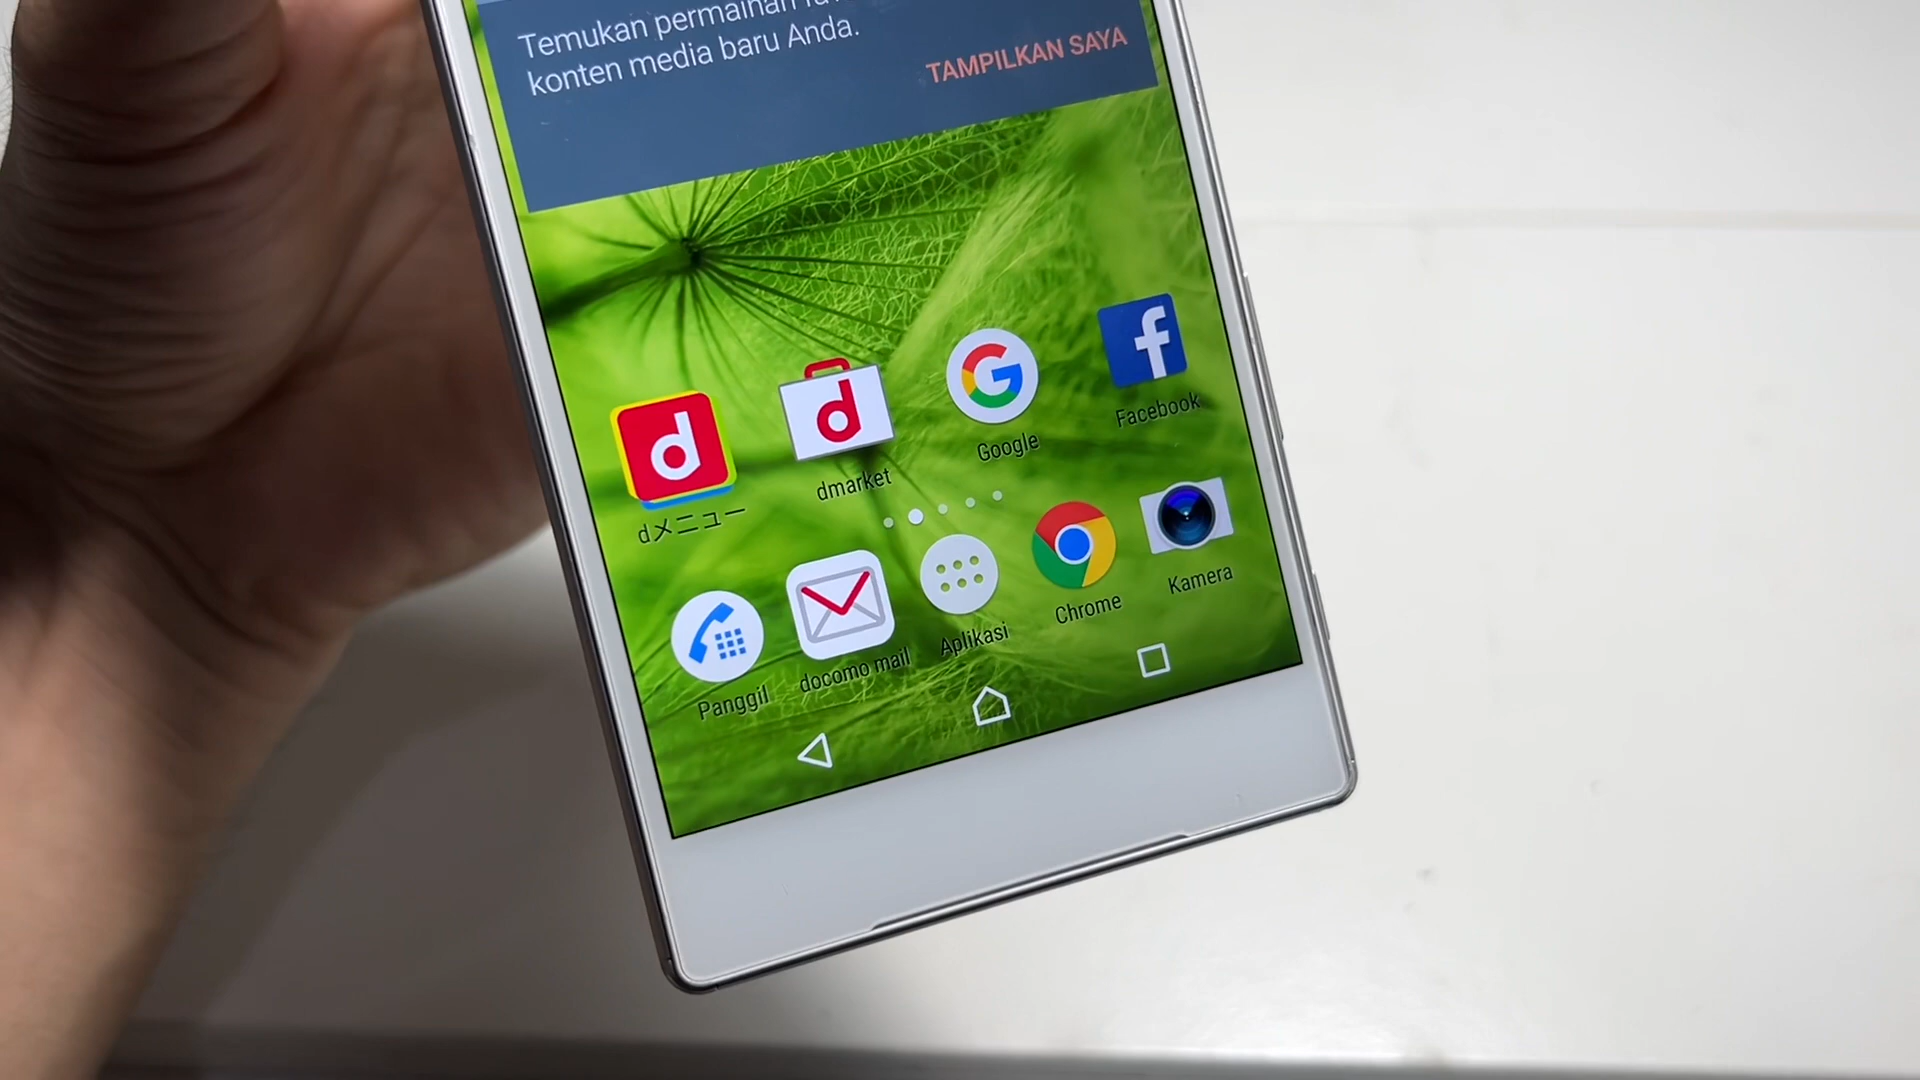 Temukan permainan
konten media baru Anda.
TAMPILKAN SAYA
dメニュー
dmarket
Google
Facebook
Panggil
docomo mail
Aplikasi
Chrome
Kamera